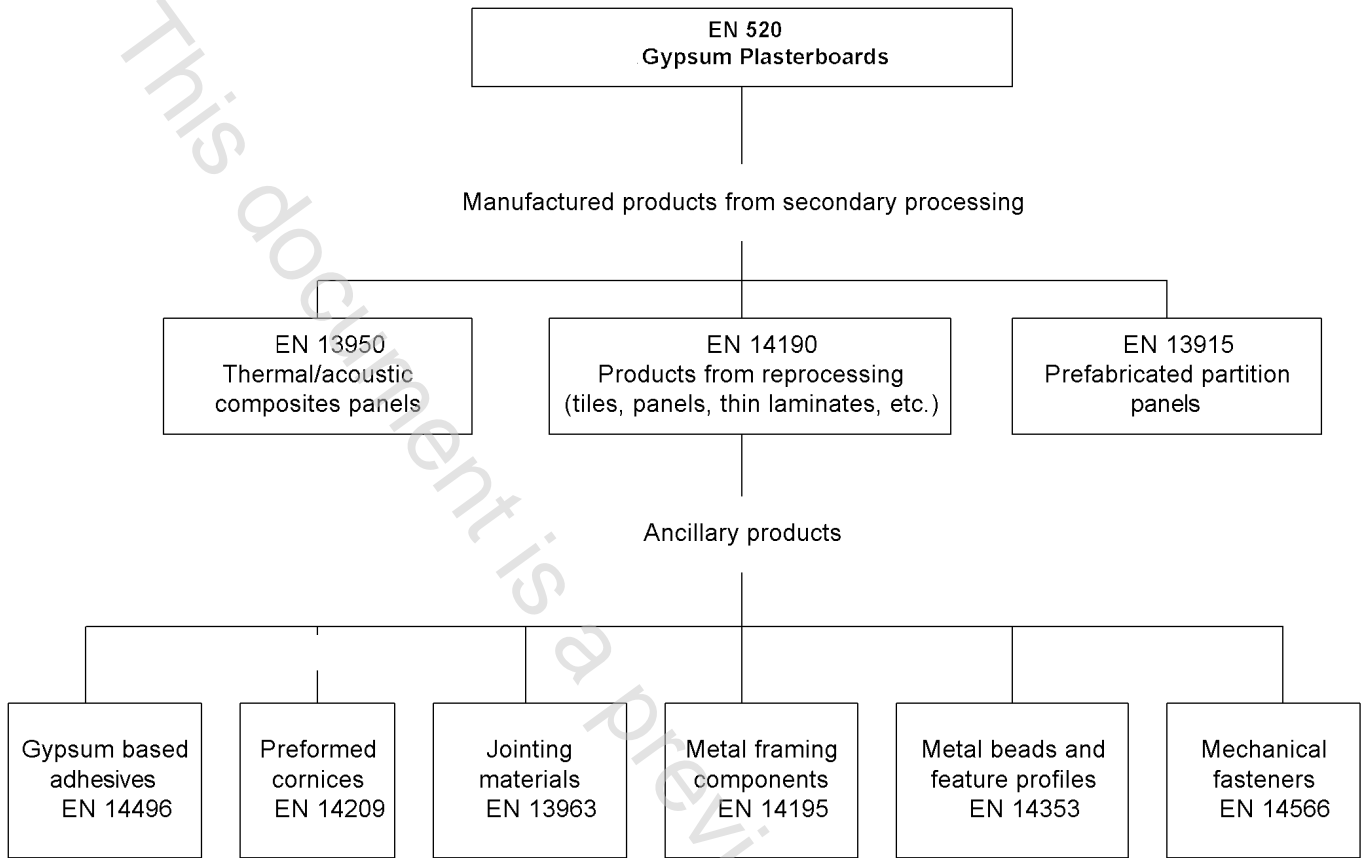 EN 520
Gypsum Plasterboards
Manufactured products from secondary processing
EN 13950
Thermal/acoustic
composites panels
EN 14190
Products from reprocessing
(tiles, panels, thin laminates, etc.)
EN 13915
Prefabricated partition
panels
Ancillary products
Gypsum based
adhesives
EN 14496
Preformed
cornices
EN 14209
Jointing
materials
EN 13963
Metal framing
components
EN 14195
Metal beads and
feature profiles
EN 14353
Mechanical
fasteners
EN 14566
This document is a previ